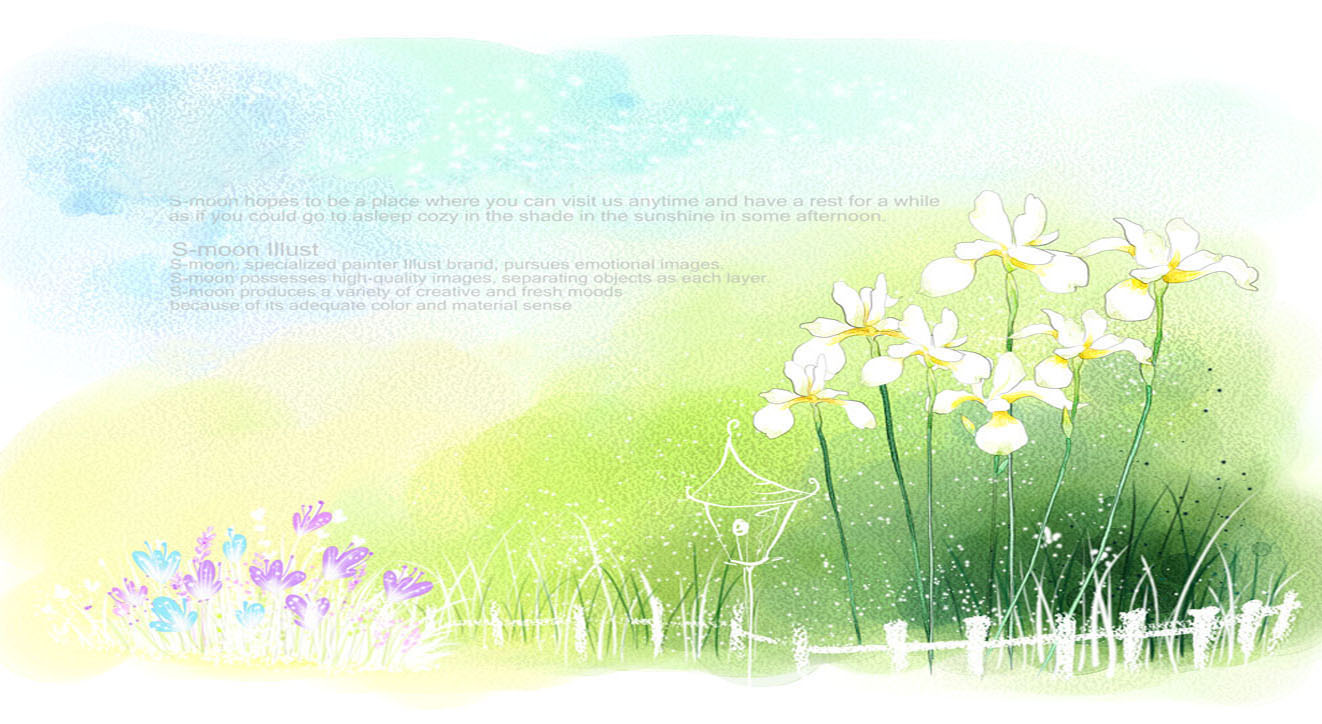 S-moon hopes to be a place where you can visit us anytime and have a rest for a while
as if you could go to asleep cozy in the shade in the sunshine in some afternoon.
S-moon Illust
S-moon, specialized painter Illust brand, pursues emotional images.
S-moon possesses high-quality images, separating objects as each layer.
S-moon produces a variety of creative and fresh moods
because of its adequate color and material sense